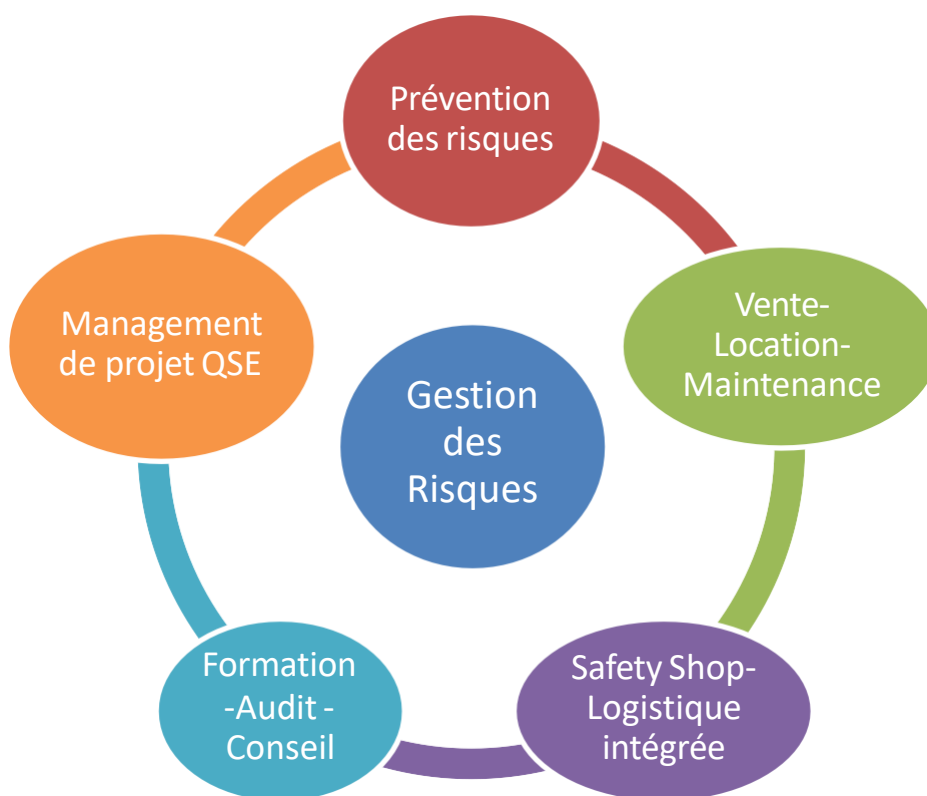 Prévention
des risques
Vente-
Location-
Maintenance
Safety Shop-
Logistique
intégrée
Formation
-Audit -
Conseil
Management
de projet QSE
Gestion
des
Risques